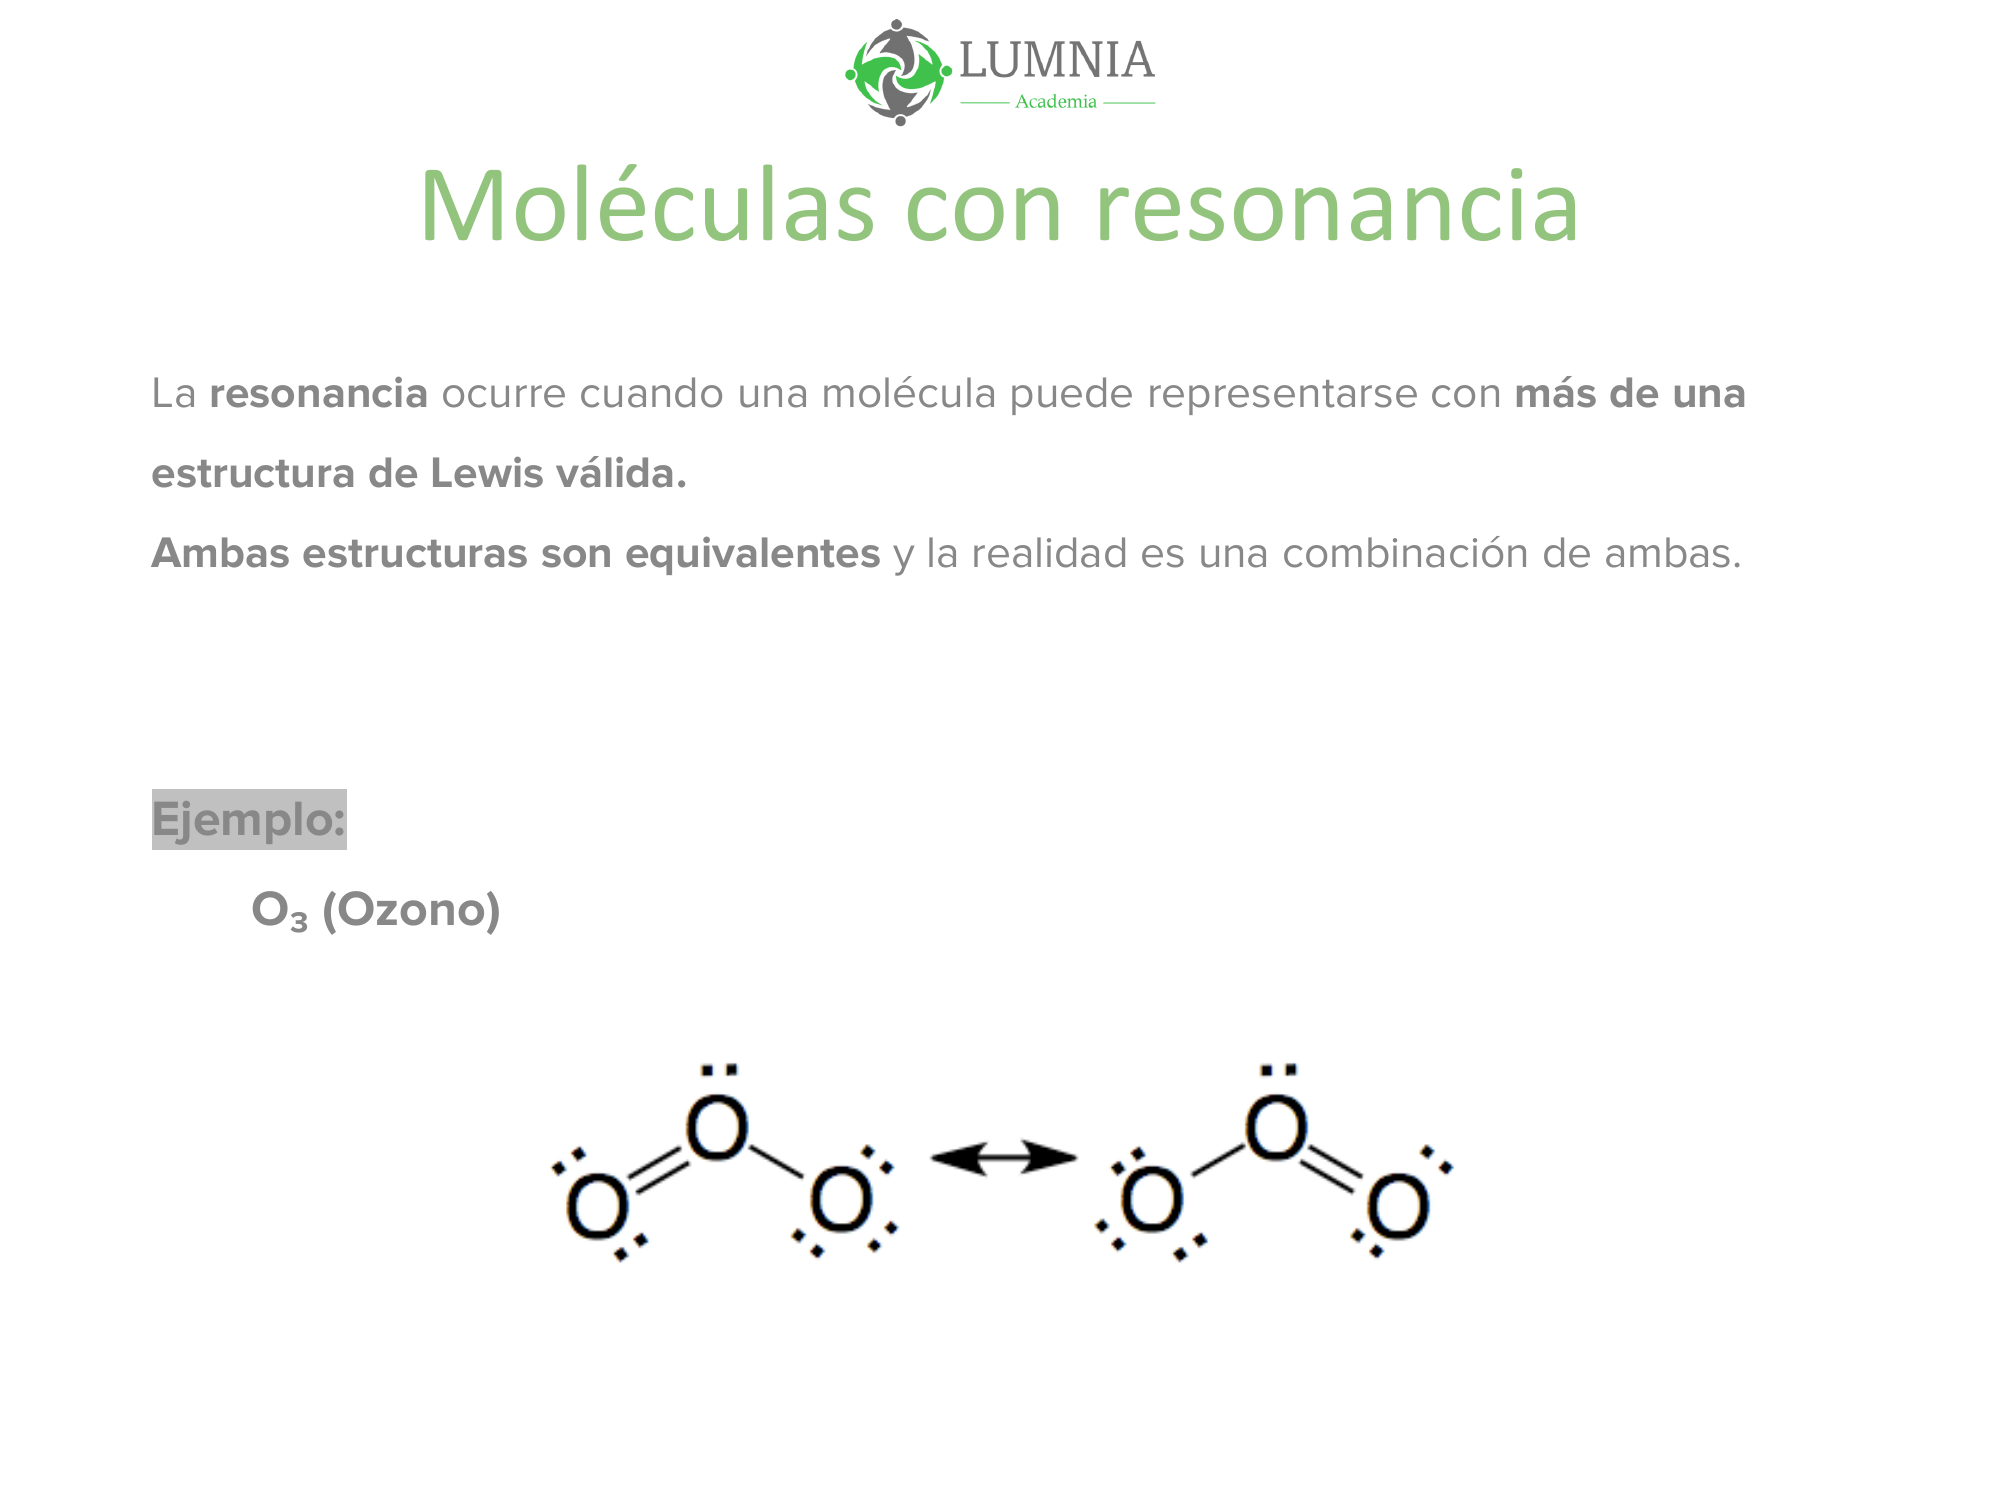 LUMNIA
Academia
Moléculas con resonancia
La resonancia ocurre cuando una molécula puede representarse con más de una
estructura de Lewis válida.
Ambas estructuras son equivalentes y la realidad es una combinación de ambas.
Ejemplo:
O₃ (Ozono)
O O O O O O